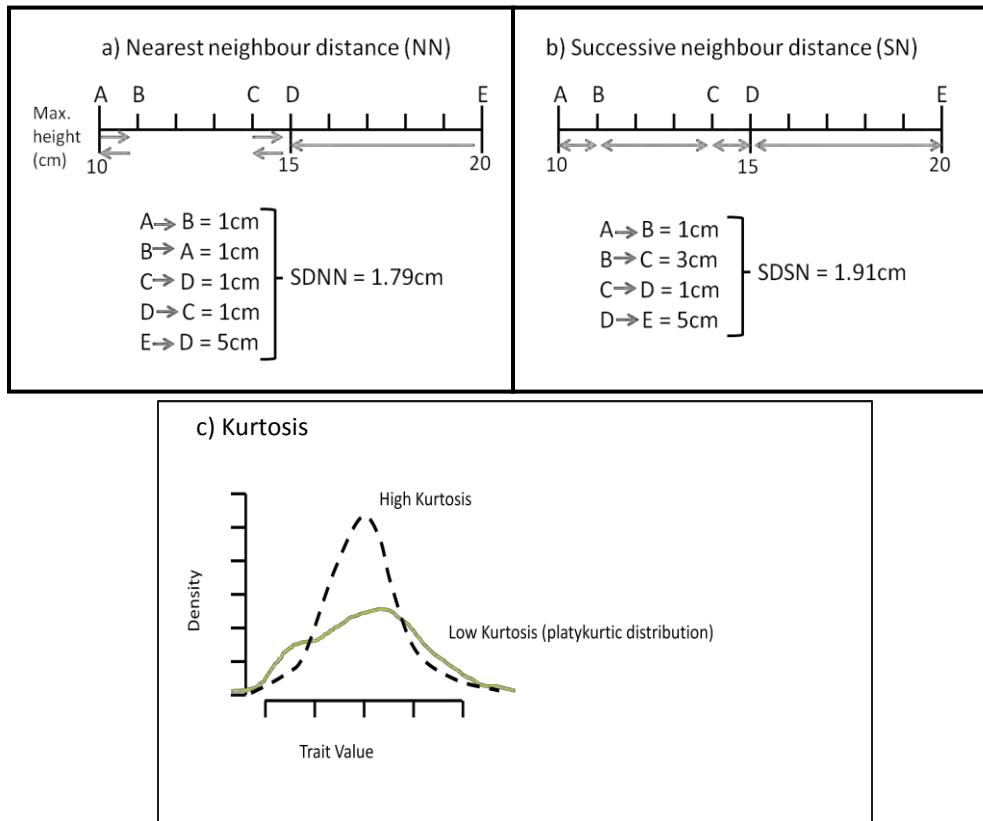 a) Nearest neighbour distance (NN)
A B C D E
Max.
height
(cm)
10 15 20
A→ B = 1cm
B→ A = 1cm
C→ D = 1cm
D→ C = 1cm
E→ D = 5cm
SDNN = 1.79cm
b) Successive neighbour distance (SN)
A B C D E
10 15 20
A→ B = 1cm
B→ C = 3cm
C→ D = 1cm
D→ E = 5cm
SDSN = 1.91cm
c) Kurtosis
High Kurtosis
Density
Low Kurtosis (platykurtic distribution)
Trait Value